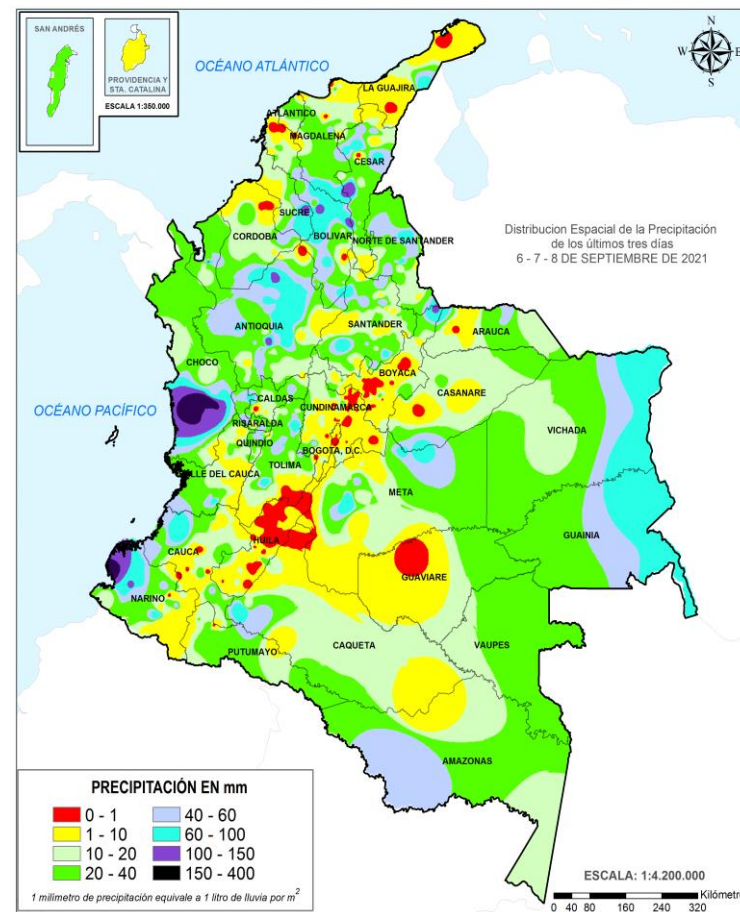 SAN ANDRÉS
PROVIDENCIA Y
STA. CATALINA
ESCALA 1:350.000
OCÉANO ATLÁNTICO
N
W
E
S
LA GUAJIRA
ATLANTICO
MAGDALENA
CESAR
SUCRE
CORDOBA
BOLIVAR
NORTE DE SANTANDER
Distribucion Espacial de la Precipitación
de los últimos tres días
6 - 7 - 8 DE SEPTIEMBRE DE 2021
ANTIOQUIA
SANTANDER
ARAUCA
CHOCO
BOYACA
CASANARE
OCÉANO PACÍFICO
CALDAS
CUNDINAMARCA
RISARALDA
VICHADA
QUINDIO
BOGOTA, D.C.
TOLIMA
VALLE DEL CAUCA
META
GUAINIA
CAUCA
HUILA
GUAVIARE
NARINO
CAQUETA
VAUPES
PUTUMAYO
AMAZONAS
PRECIPITACIÓN EN mm
0 - 1
40 - 60
1 - 10
60 - 100
10 - 20
100 - 150
20 - 40
150 - 400
1 milímetro de precipitación equivale a 1 litro de lluvia por m²
ESCALA: 1:4.200.000
Kilómetro
0 40 80 160 240 320